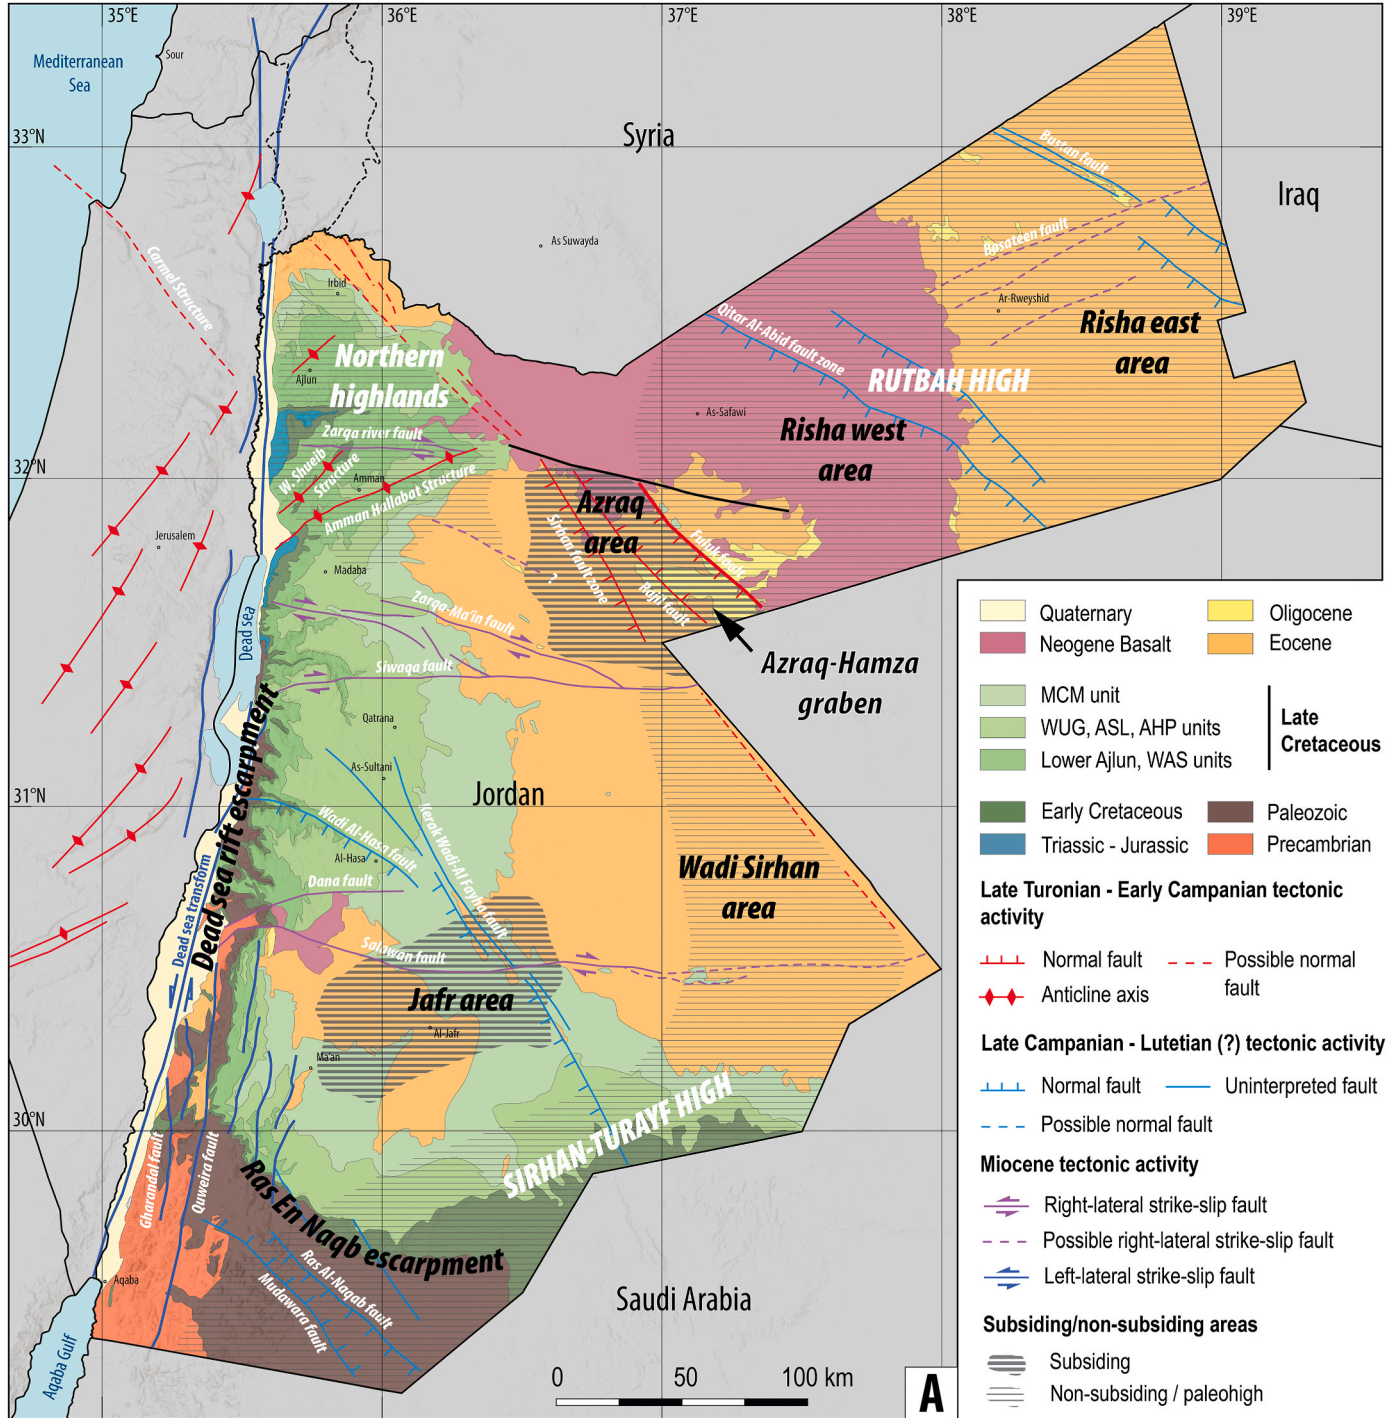 35°E
36°E
37°E
38°E
39°E
Mediterranean
Sea
Sour
33°N
Syria
Iraq
Bustan fault
Basateen fault
Carmel Structure
As Suwayda
Irbid
Ar-Rweyshid
Risha east
area
Qitar Al-Abid fault zone
Northern
highlands
Ajlun
RUTBAH HIGH
As-Safawi
Risha west
area
Zarqa river fault
32°N
W. Shueib
Structure
Amman
Amman Hallabat Structure
Azraq
area
Sirhan fault zone
Fuluk fault
Rajil fault
Jerusalem
Madaba
?
Dead sea
Zarqa-Ma'in fault
Siwaqa fault
Azraq-Hamza
graben
Qatrana
As-Sultani
31°N
Jordan
Wadi Al-Hasa fault
Kerak Wadi-Al Fayha fault
Al-Hasa
Dana fault
Wadi Sirhan
area
Dead sea rift escarpment
Dead sea transform
Salawan fault
Jafr area
Al-Jafr
Ma'an
30°N
SIRHAN-TURAYF HIGH
Gharandal fault
Quweira fault
Ras En Naqb escarpment
Ras Al-Naqab fault
Mudawara fault
Aqaba
Aqaba Gulf
Saudi Arabia
0 50 100 km
A
Quaternary
Neogene Basalt
Oligocene
Eocene
MCM unit
WUG, ASL, AHP units
Lower Ajlun, WAS units
Late
Cretaceous
Early Cretaceous
Triassic - Jurassic
Paleozoic
Precambrian
Late Turonian - Early Campanian tectonic
activity
Normal fault
Possible normal
fault
Anticline axis
Late Campanian - Lutetian (?) tectonic activity
Normal fault
Uninterpreted fault
Possible normal fault
Miocene tectonic activity
Right-lateral strike-slip fault
Possible right-lateral strike-slip fault
Left-lateral strike-slip fault
Subsiding/non-subsiding areas
Subsiding
Non-subsiding / paleohigh